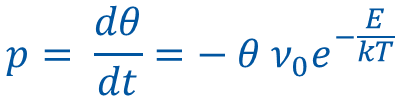 p = dθ/dt = − θ ν₀e^(−E/kT)